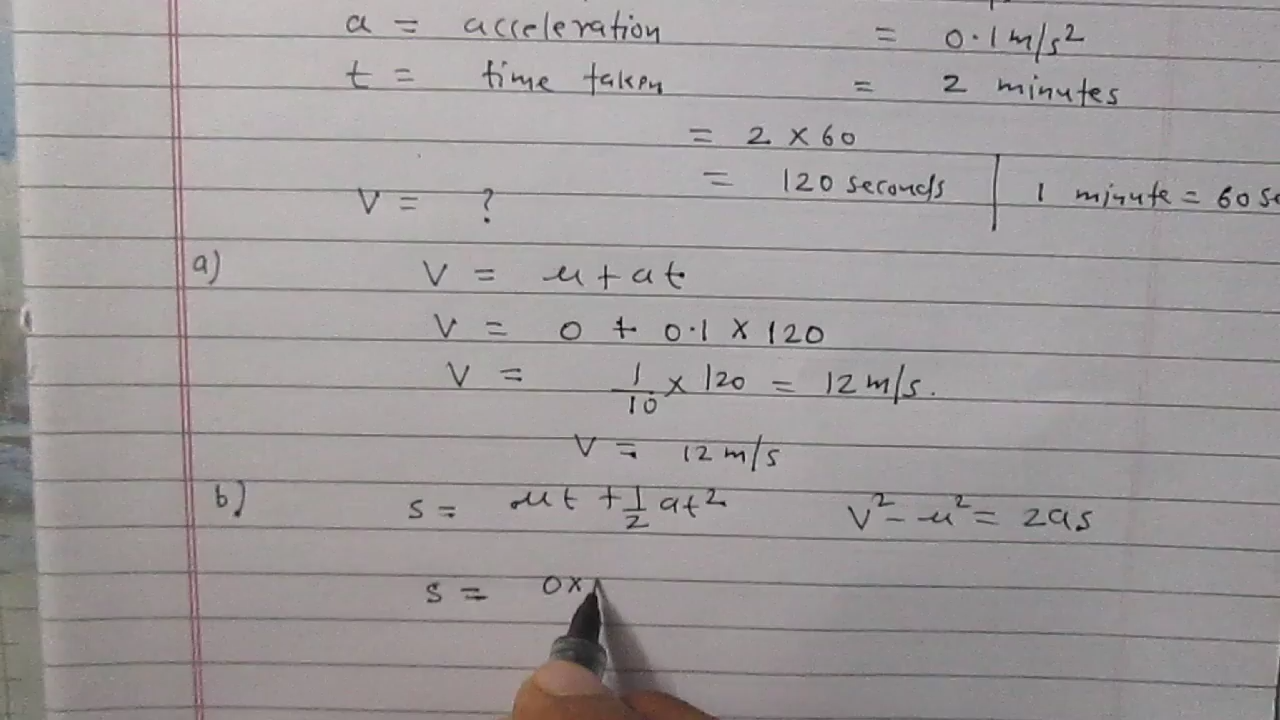 a = acceleration = 0.1 m/s²
t = time taken = 2 minutes
= 2 × 60
= 120 seconds | 1 minute = 60 se
V = ?
a) V = u + at
V = 0 + 0.1 × 120
V = 1/10 × 120 = 12 m/s.
V = 12 m/s
b) s = ut + 1/2 at² V² - u² = 2as
s = 0×